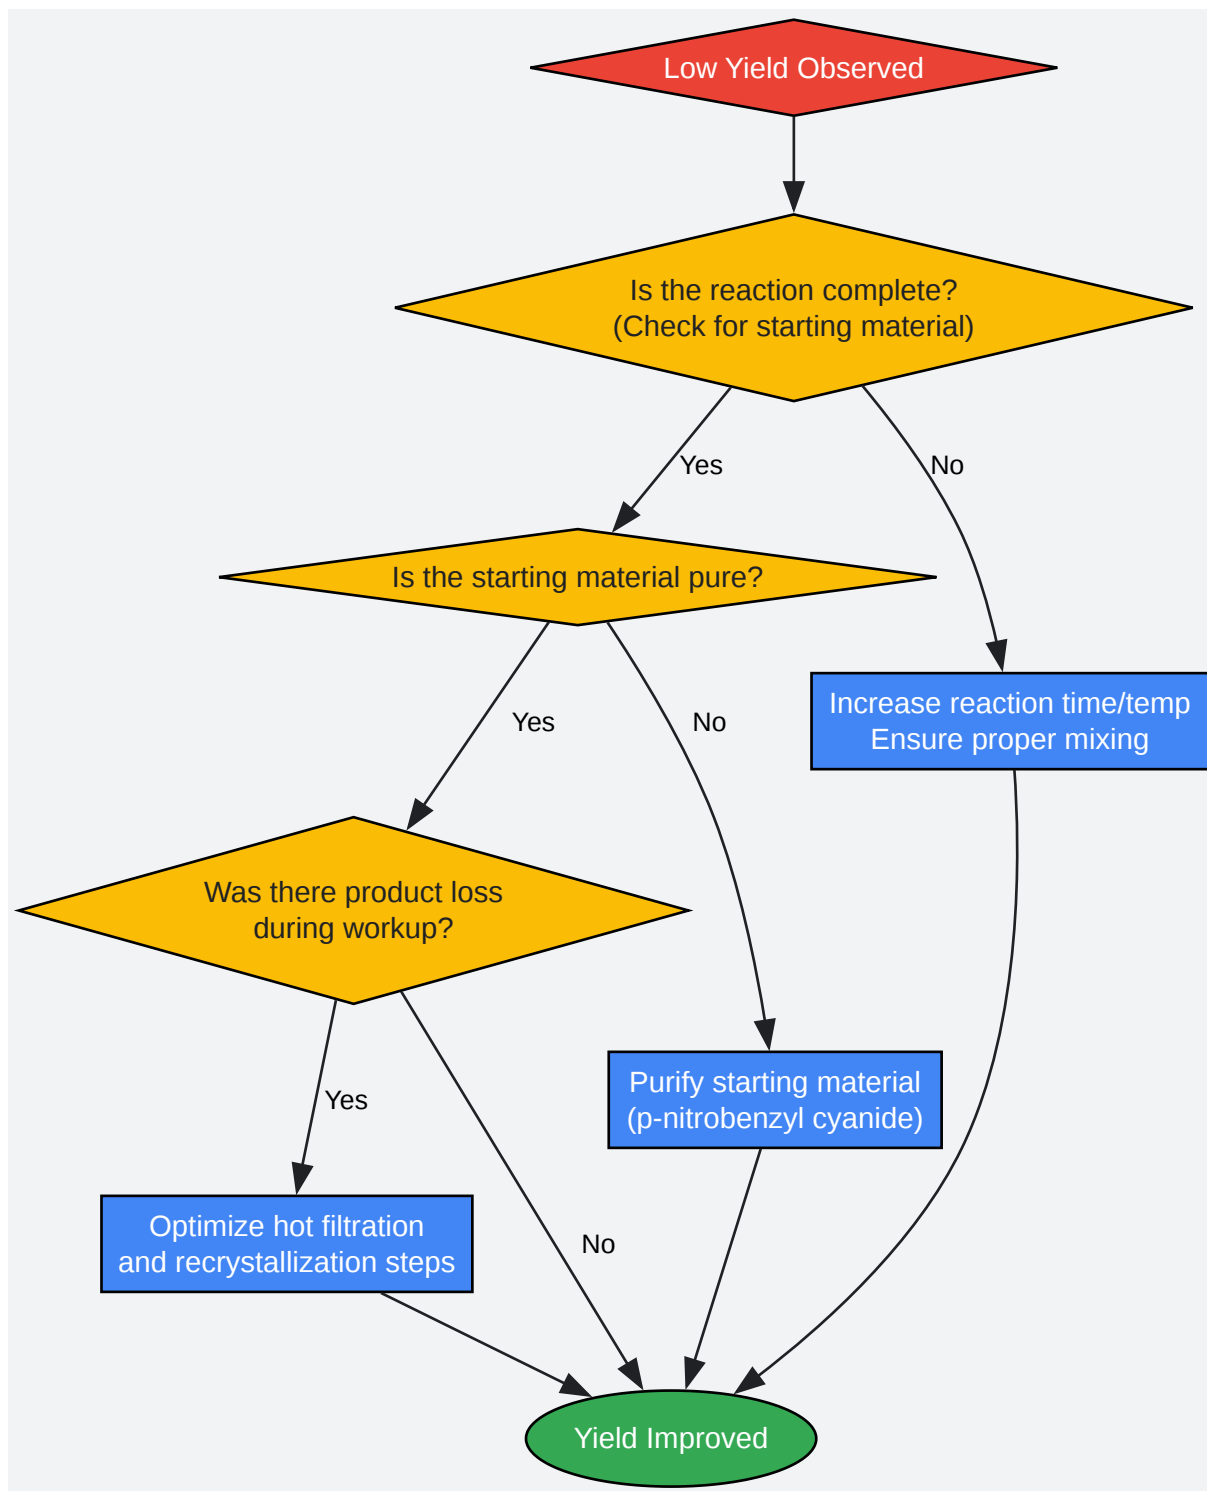 Low Yield Observed
Is the reaction complete?
(Check for starting material)
Yes
No
Is the starting material pure?
Increase reaction time/temp
Ensure proper mixing
Yes
No
Was there product loss
during workup?
Purify starting material
(p-nitrobenzyl cyanide)
Yes
No
Optimize hot filtration
and recrystallization steps
Yield Improved